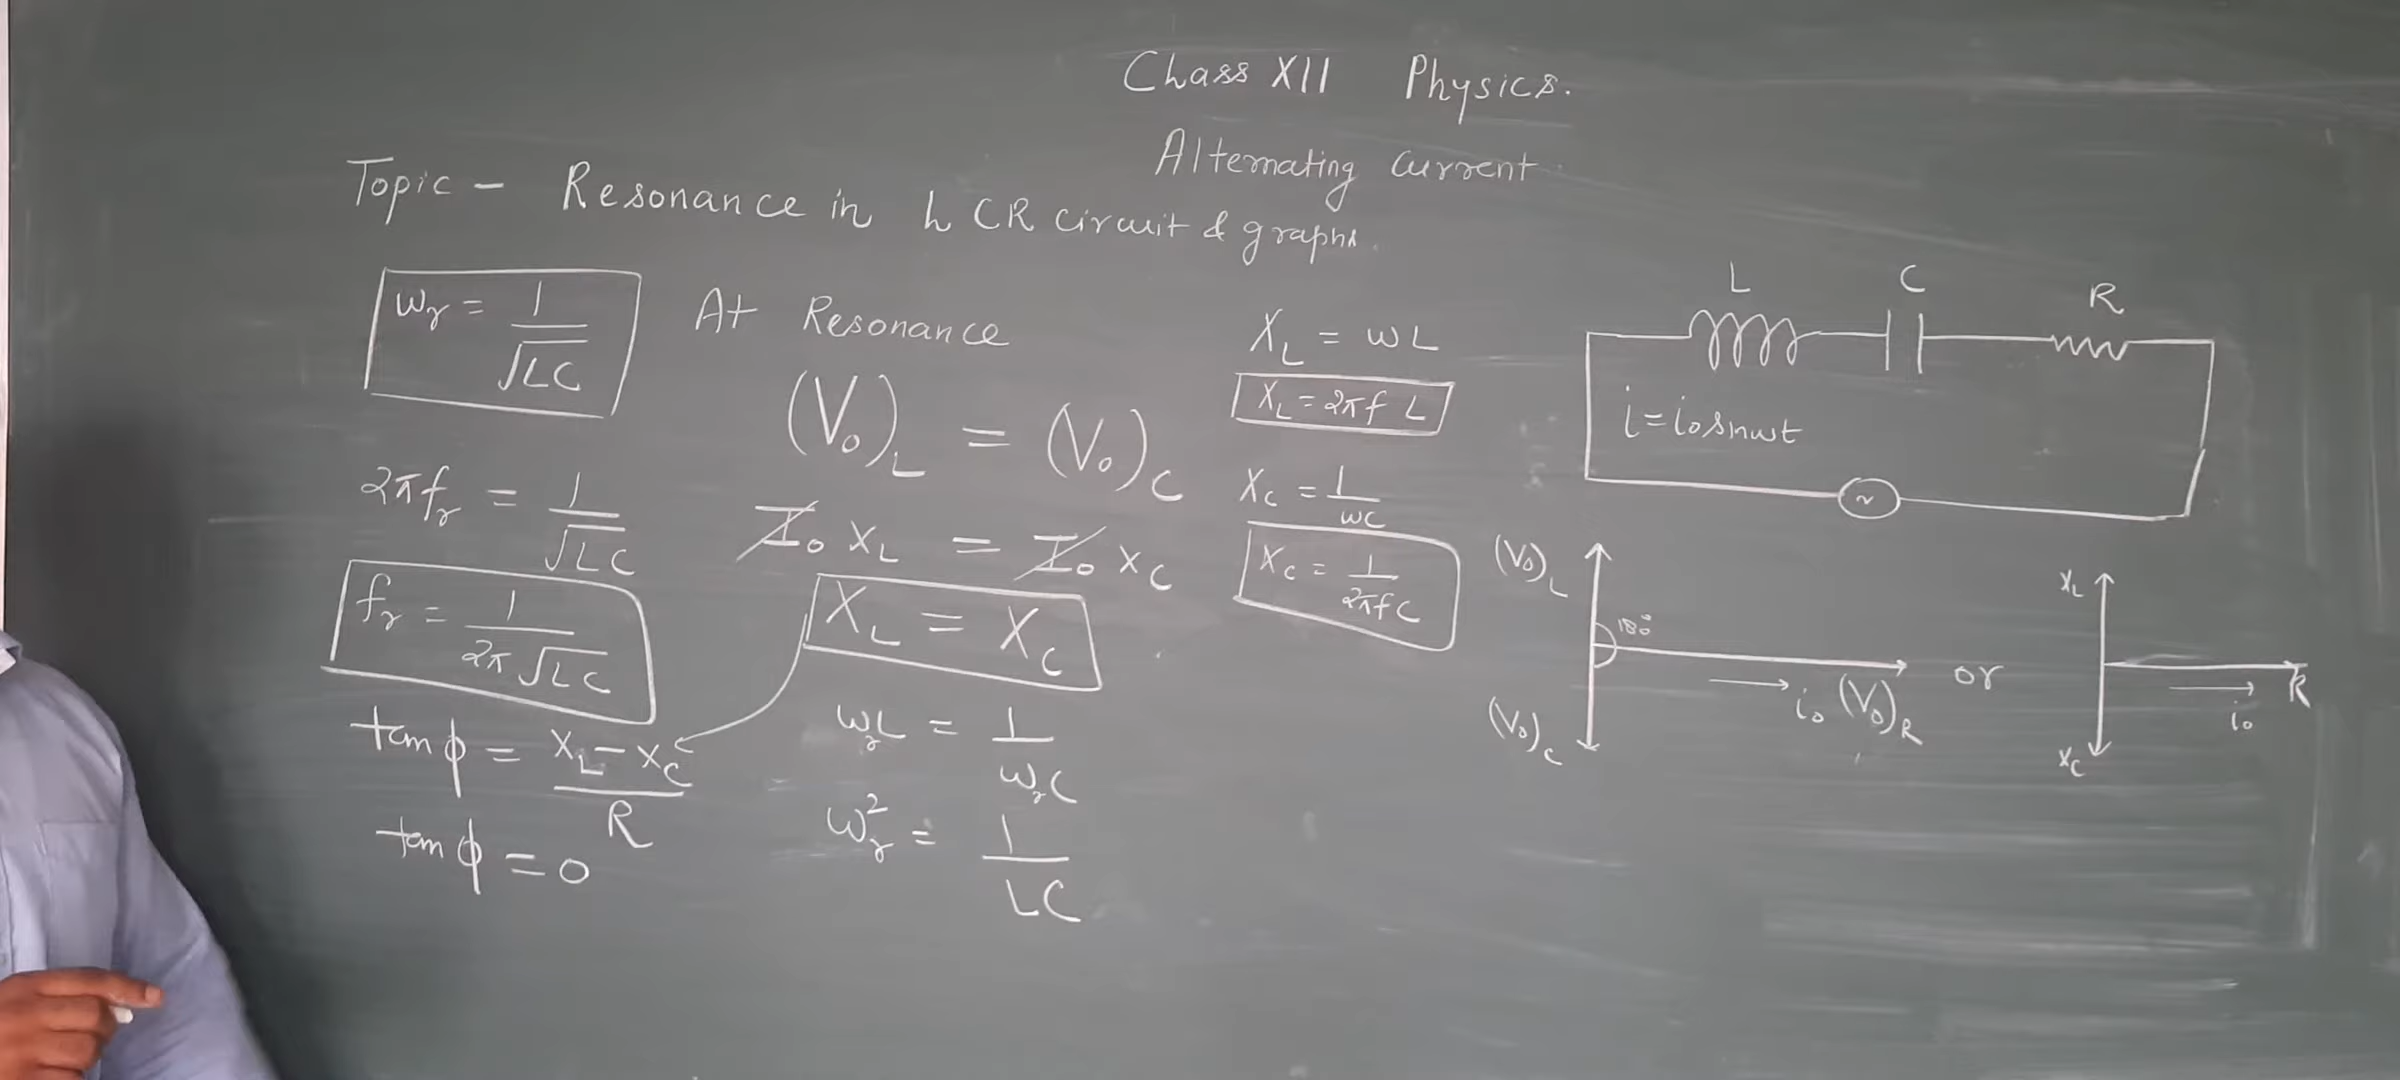 Class XII Physics.
Alternating Current
Topic - Resonance in LCR circuit & graphs.
ωr = 1/√LC
At Resonance
(V₀)L = (V₀)C
2πfr = 1/√LC
I₀ XL = I₀ XC
fr = 1/2π√LC
XL = XC
tan ϕ = XL - XC/R
ωrL = 1/ωrC
tan ϕ = 0
ωr² = 1/LC
XL = ωL
XL = 2πf L
XC = 1/ωC
XC = 1/2πfC
L C R
i = i₀ sinωt
~
(V₀)L
180°
i₀ (V₀)R
(V₀)C
or
XL
R
i₀
XC